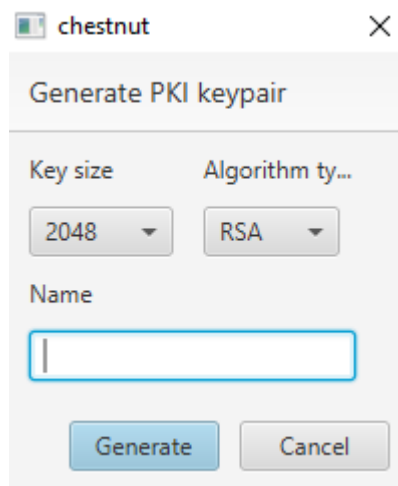 chestnut
Generate PKI keypair
Key size Algorithm ty...
2048 RSA
Name
Generate Cancel